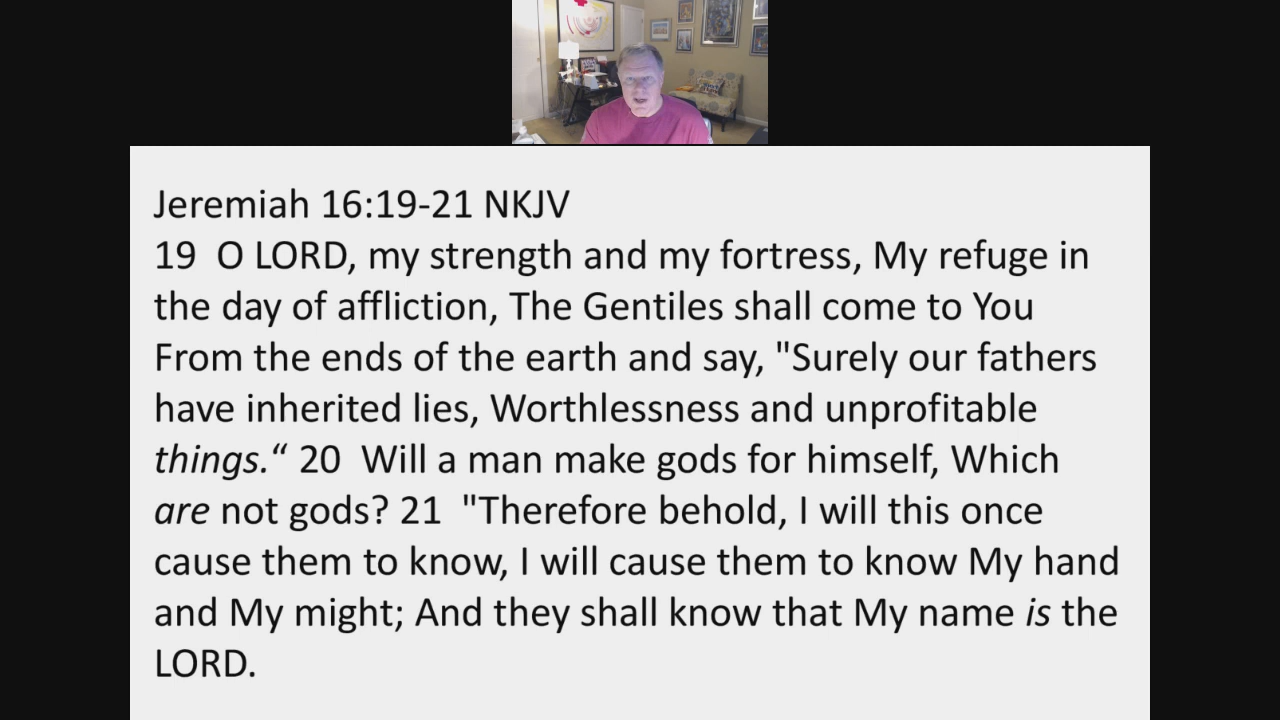 Jeremiah 16:19-21 NKJV
19  O LORD, my strength and my fortress, My refuge in
the day of affliction, The Gentiles shall come to You
From the ends of the earth and say, "Surely our fathers
have inherited lies, Worthlessness and unprofitable
things.“ 20  Will a man make gods for himself, Which
are not gods? 21  "Therefore behold, I will this once
cause them to know, I will cause them to know My hand
and My might; And they shall know that My name is the
LORD.